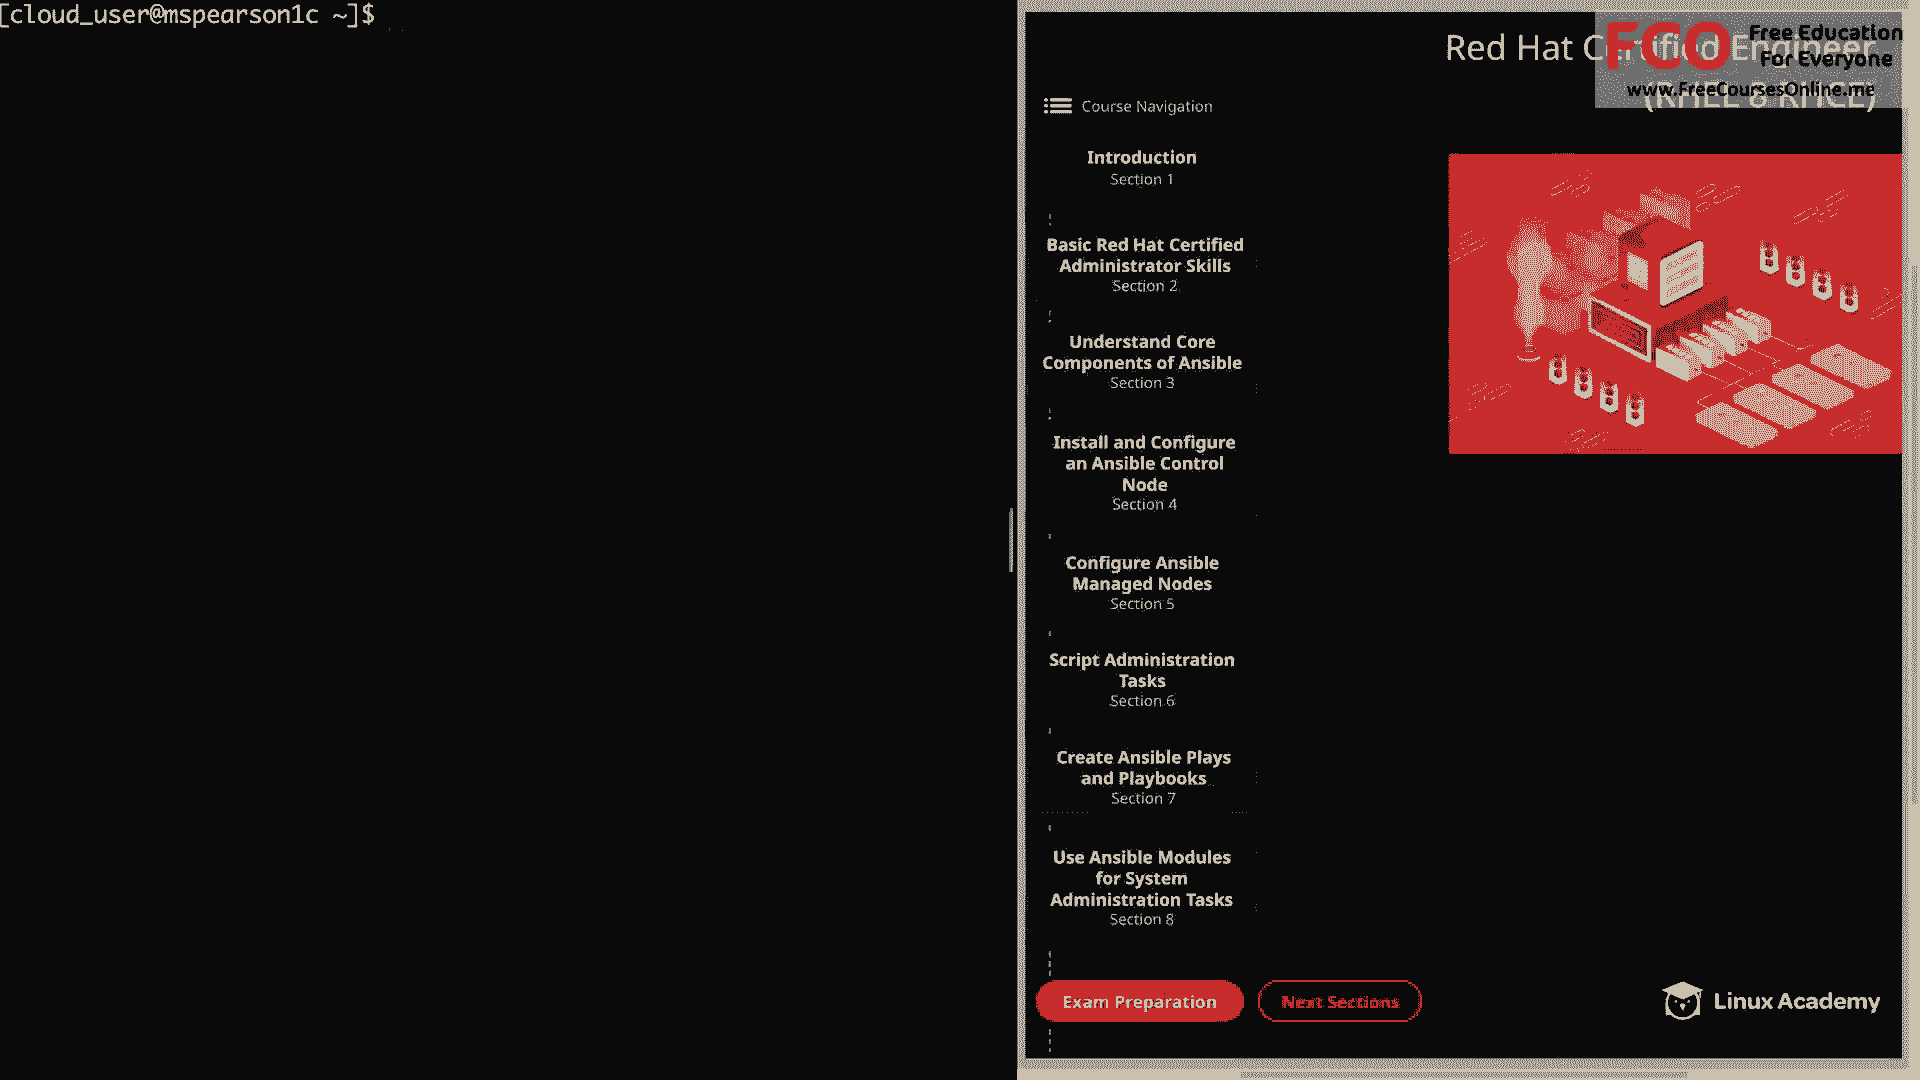 [cloud_user@mspearson1c ~]$
Red Hat Certified Engineer
(RHEL 8 RHCE)
FCO
Free Education
For Everyone
www.FreeCoursesOnline.me
Course Navigation
Introduction
Section 1
Basic Red Hat Certified
Administrator Skills
Section 2
Understand Core
Components of Ansible
Section 3
Install and Configure
an Ansible Control
Node
Section 4
Configure Ansible
Managed Nodes
Section 5
Script Administration
Tasks
Section 6
Create Ansible Plays
and Playbooks
Section 7
Use Ansible Modules
for System
Administration Tasks
Section 8
Exam Preparation
Next Sections
Linux Academy